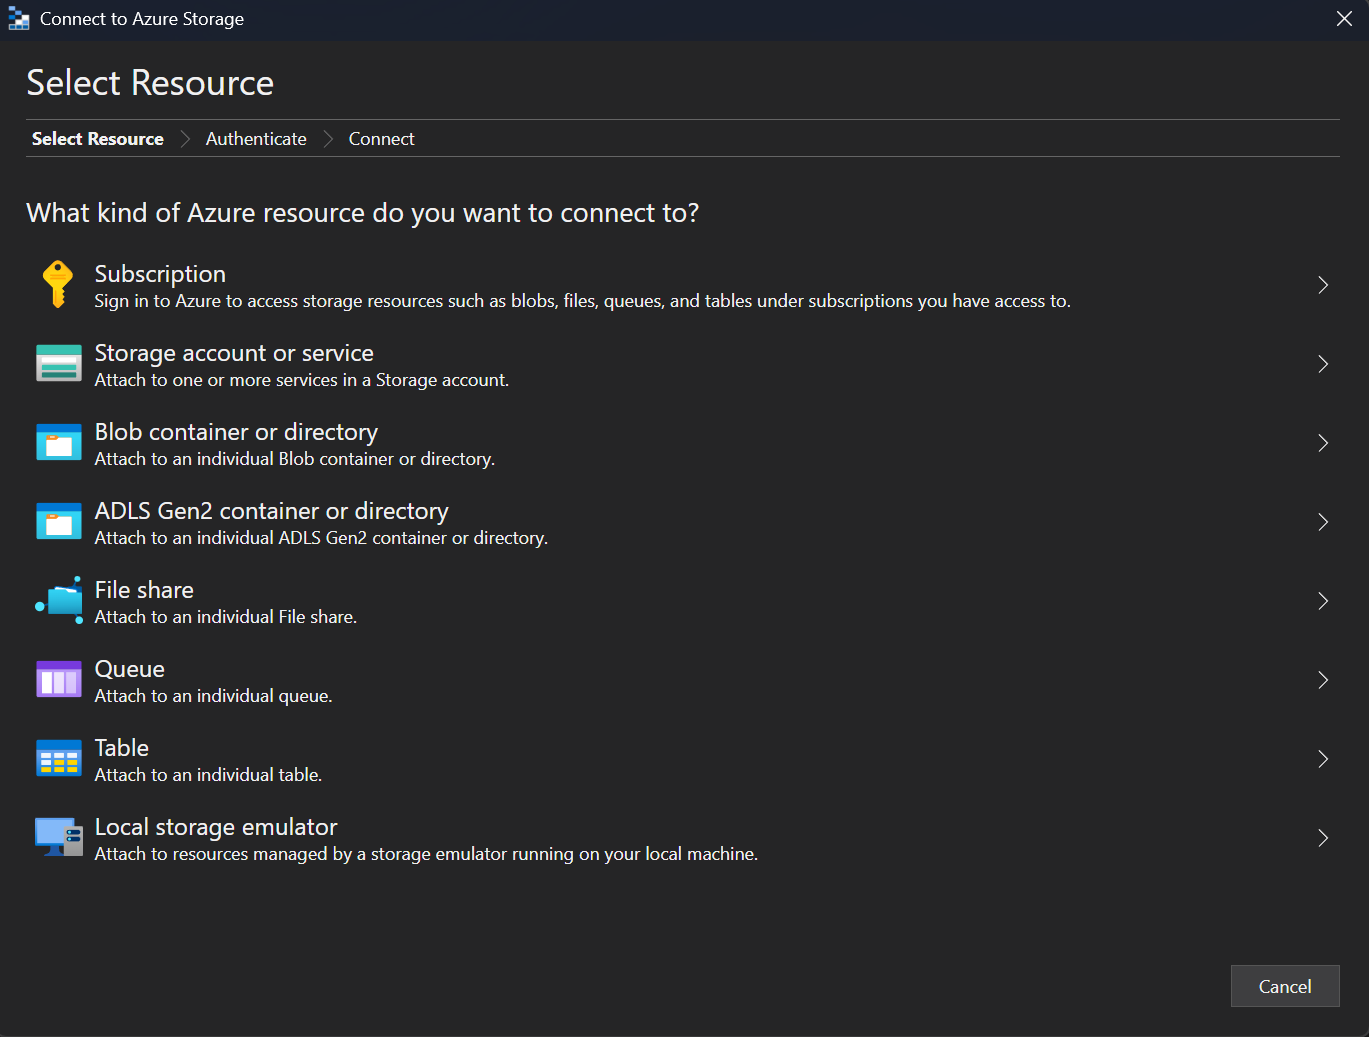 Connect to Azure Storage
Select Resource
Select Resource Authenticate Connect
What kind of Azure resource do you want to connect to?
Subscription
Sign in to Azure to access storage resources such as blobs, files, queues, and tables under subscriptions you have access to.
Storage account or service
Attach to one or more services in a Storage account.
Blob container or directory
Attach to an individual Blob container or directory.
ADLS Gen2 container or directory
Attach to an individual ADLS Gen2 container or directory.
File share
Attach to an individual File share.
Queue
Attach to an individual queue.
Table
Attach to an individual table.
Local storage emulator
Attach to resources managed by a storage emulator running on your local machine.
Cancel